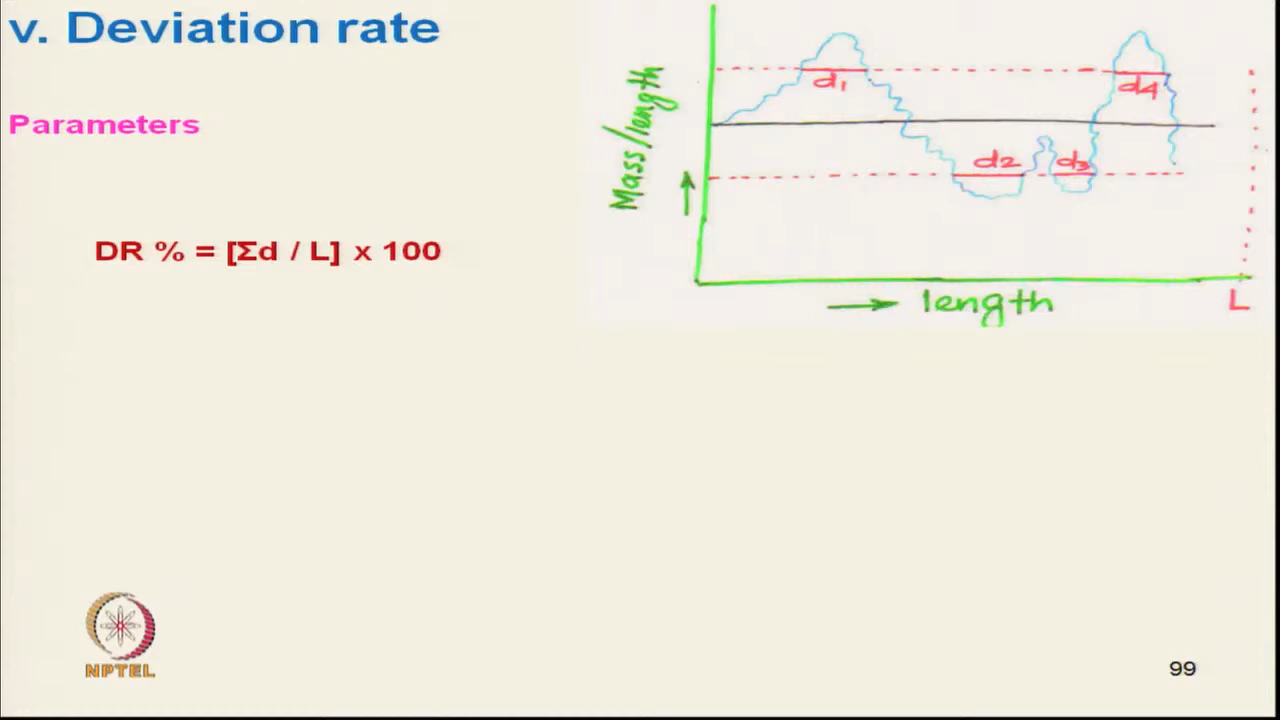 v. Deviation rate
Parameters
DR % = [Σd / L] x 100
Mass/length
d1
d4
d2
d3
length
L
NPTEL
99